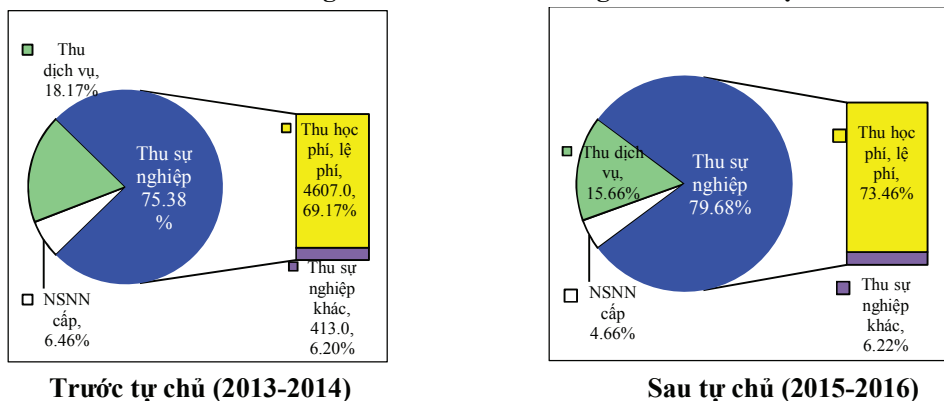 Thu
dịch vụ,
18.17%
Thu sự
nghiệp
75.38
%
Thu học
phí, lệ
phí,
4607.0,
69.17%
NSNN
cấp,
6.46%
Thu sự
nghiệp
khác,
413.0,
6.20%
Trước tự chủ (2013-2014)
Thu dịch
vụ,
15.66%
Thu sự
nghiệp
79.68%
Thu học
phí, lệ
phí,
73.46%
NSNN
cấp
4.66%
Thu sự
nghiệp
khác,
6.22%
Sau tự chủ (2015-2016)